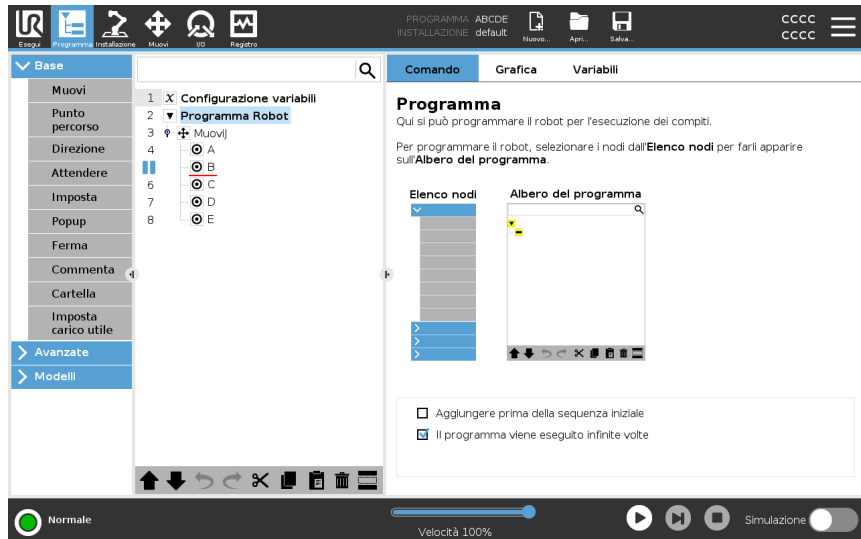 UR
Esegui
Programma
Installazione
Muovi
I/O
Registro
PROGRAMMA ABCDE
INSTALLAZIONE default
Nuovo...
Apri...
Salva...
cccc
cccc
Base
Muovi
Punto
percorso
Direzione
Attendere
Imposta
Popup
Ferma
Commenta
Cartella
Imposta
carico utile
Avanzate
Modelli
1 X Configurazione variabili
2 Programma Robot
3 MuoviJ
4 A
B
6 C
7 D
8 E
Comando Grafica Variabili
Programma
Qui si può programmare il robot per l'esecuzione dei compiti.
Per programmare il robot, selezionare i nodi dall'Elenco nodi per farli apparire
sull'Albero del programma.
Elenco nodi
Albero del programma
Aggiungere prima della sequenza iniziale
Il programma viene eseguito infinite volte
Normale
Velocità 100%
Simulazione